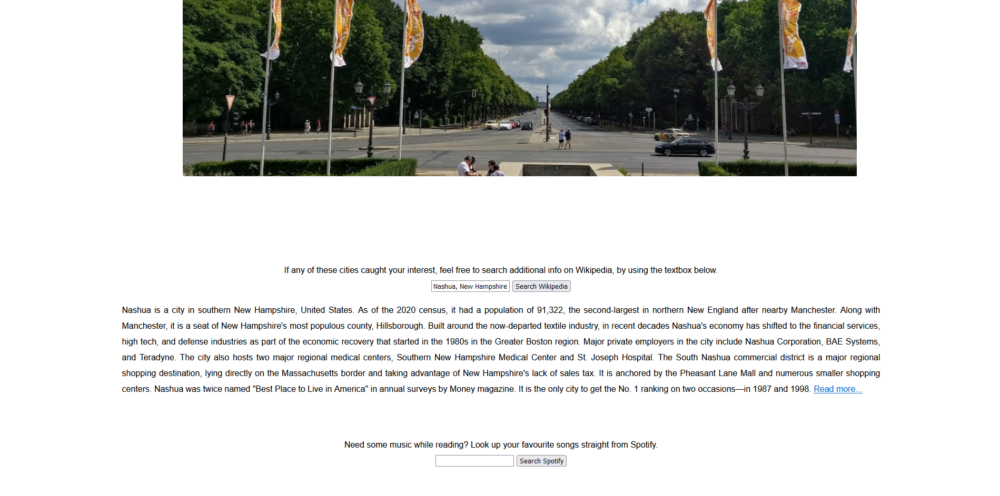 If any of these cities caught your interest, feel free to search additional info on Wikipedia, by using the textbox below.
Nashua, New Hampshire Search Wikipedia
Nashua is a city in southern New Hampshire, United States. As of the 2020 census, it had a population of 91,322, the second-largest in northern New England after nearby Manchester. Along with
Manchester, it is a seat of New Hampshire's most populous county, Hillsborough. Built around the now-departed textile industry, in recent decades Nashua's economy has shifted to the financial services,
high tech, and defense industries as part of the economic recovery that started in the 1980s in the Greater Boston region. Major private employers in the city include Nashua Corporation, BAE Systems,
and Teradyne. The city also hosts two major regional medical centers, Southern New Hampshire Medical Center and St. Joseph Hospital. The South Nashua commercial district is a major regional
shopping destination, lying directly on the Massachusetts border and taking advantage of New Hampshire's lack of sales tax. It is anchored by the Pheasant Lane Mall and numerous smaller shopping
centers. Nashua was twice named "Best Place to Live in America" in annual surveys by Money magazine. It is the only city to get the No. 1 ranking on two occasions—in 1987 and 1998. Read more...
Need some music while reading? Look up your favourite songs straight from Spotify.
Search Spotify